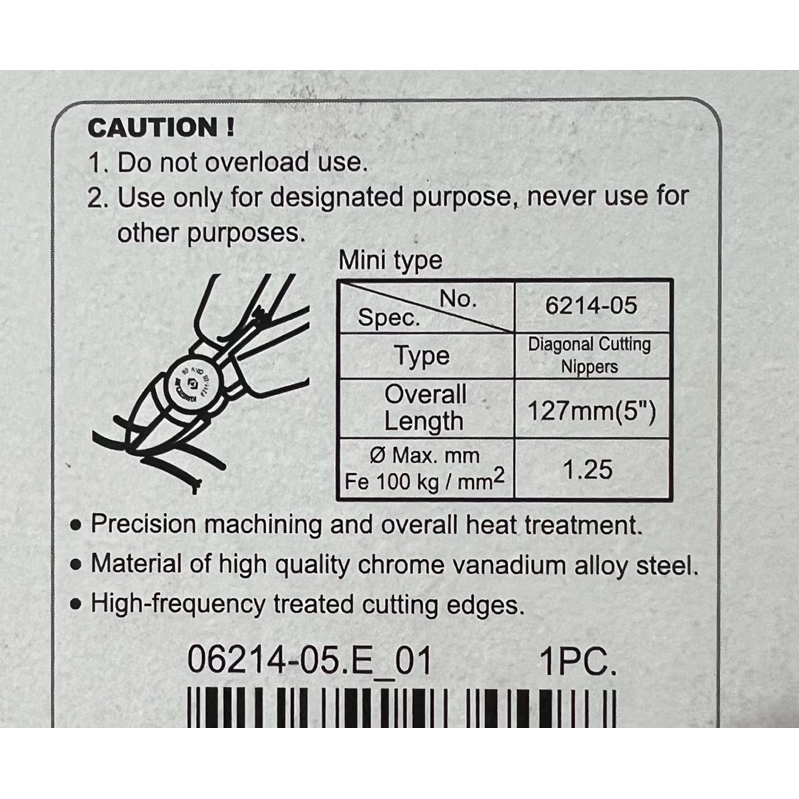 CAUTION !
1. Do not overload use.
2. Use only for designated purpose, never use for
other purposes.
Mini type
No.
Spec.
6214-05
Type
Diagonal Cutting
Nippers
Overall
Length
127mm(5")
Ø Max. mm
Fe 100 kg / mm²
1.25
• Precision machining and overall heat treatment.
• Material of high quality chrome vanadium alloy steel.
• High-frequency treated cutting edges.
06214-05.E_01 1PC.